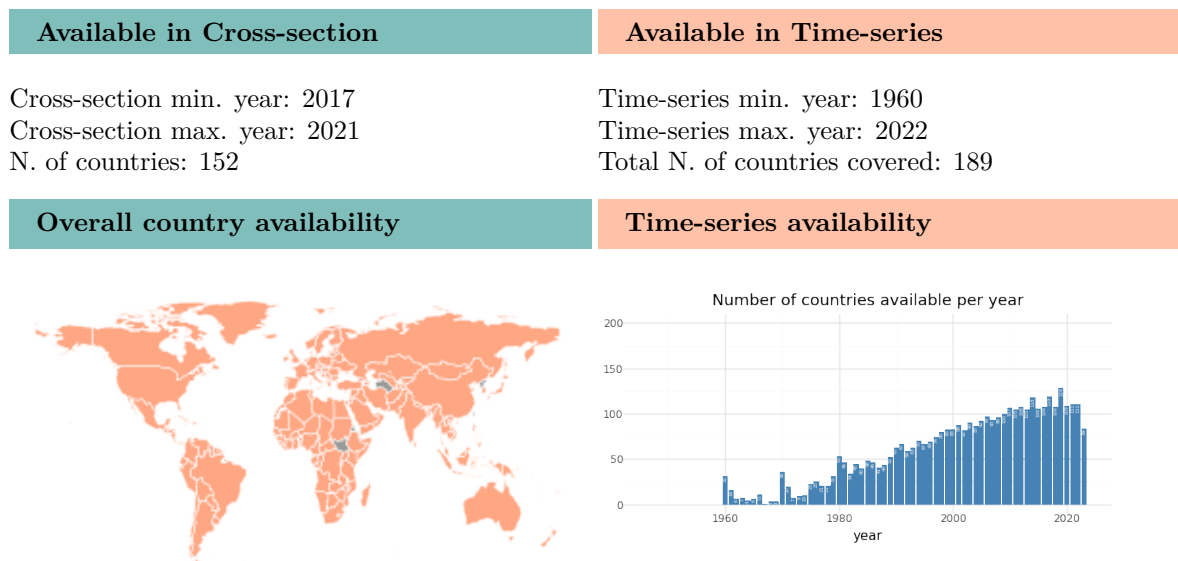 Available in Cross-section
Available in Time-series
Cross-section min. year: 2017
Cross-section max. year: 2021
N. of countries: 152
Time-series min. year: 1960
Time-series max. year: 2022
Total N. of countries covered: 189
Overall country availability
Time-series availability
Number of countries available per year
200
150
100
50
0
1960 1980 2000 2020
year